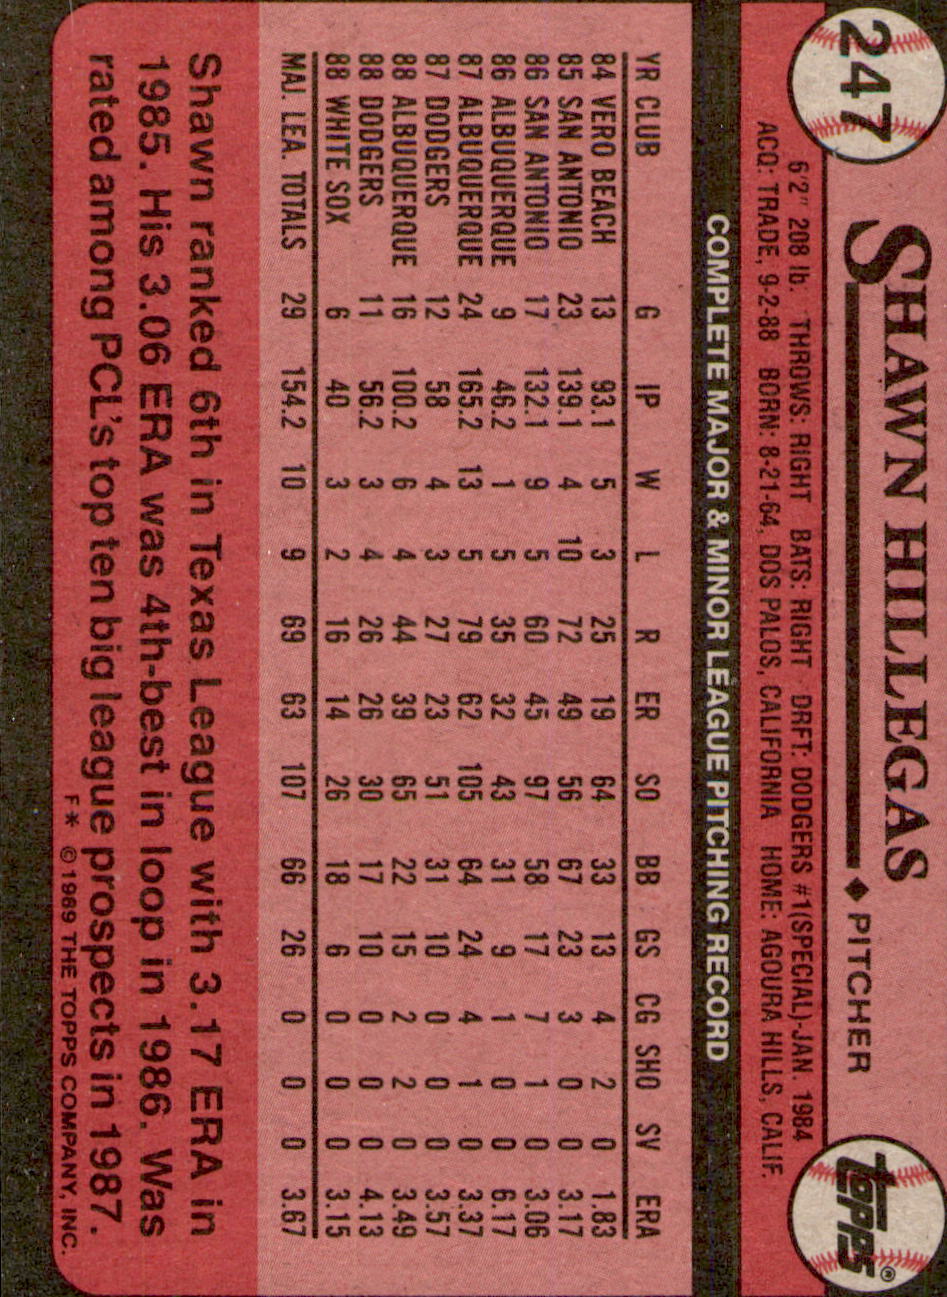 247
SHAWN HILLEGAS ♦ PITCHER
topps®
6'2" 208 lb. THROWS: RIGHT BATS: RIGHT DRFT: DODGERS #1(SPECIAL)-JAN. 1984
ACQ: TRADE, 9-2-88 BORN: 8-21-64, DOS PALOS, CALIFORNIA HOME: AGOURA HILLS, CALIF.
COMPLETE MAJOR & MINOR LEAGUE PITCHING RECORD
YR CLUB G IP W L R ER SO BB GS CG SHO SV ERA
84 VERO BEACH 13 93.1 5 3 25 19 64 33 13 4 2 0 1.83
85 SAN ANTONIO 23 139.1 4 10 72 49 56 67 23 3 0 0 3.17
86 SAN ANTONIO 17 132.1 9 5 60 45 97 58 17 7 1 0 3.06
86 ALBUQUERQUE 9 46.2 1 5 35 32 43 31 9 1 0 0 6.17
87 ALBUQUERQUE 24 165.2 13 5 79 62 105 64 24 4 1 0 3.37
87 DODGERS 12 58 4 3 27 23 51 31 10 0 0 0 3.57
88 ALBUQUERQUE 16 100.2 6 4 44 39 65 22 15 2 2 0 3.49
88 DODGERS 11 56.2 3 4 26 26 30 17 10 0 0 0 4.13
88 WHITE SOX 6 40 3 2 16 14 26 18 6 0 0 0 3.15
MAJ. LEA. TOTALS 29 154.2 10 9 69 63 107 66 26 0 0 0 3.67
Shawn ranked 6th in Texas League with 3.17 ERA in
1985. His 3.06 ERA was 4th-best in loop in 1986. Was
rated among PCL's top ten big league prospects in 1987.
F* ©1989 THE TOPPS COMPANY, INC.